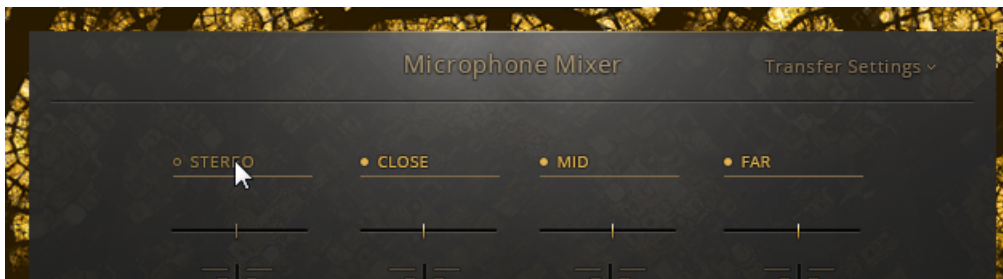 Microphone Mixer
Transfer Settings
STEREO
CLOSE
MID
FAR